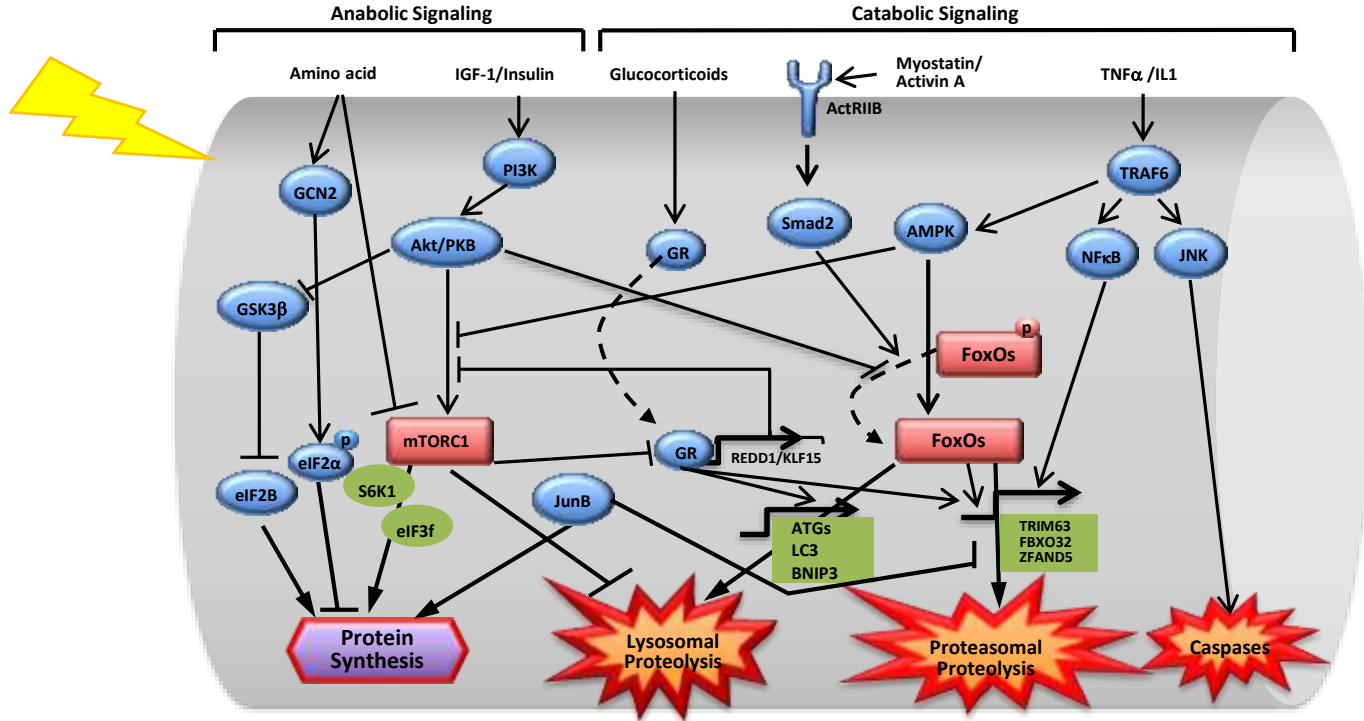 Anabolic Signaling
Catabolic Signaling
Amino acid
IGF-1/Insulin
Glucocorticoids
Myostatin/
Activin A
ActRIIB
TNFα /IL1
GCN2
PI3K
TRAF6
Akt/PKB
GR
Smad2
AMPK
NFκB
JNK
GSK3β
p
FoxOs
p
eIF2α
mTORC1
GR
REDD1/KLF15
FoxOs
eIF2B
S6K1
eIF3f
JunB
ATGs
LC3
BNIP3
TRIM63
FBXO32
ZFAND5
Protein
Synthesis
Lysosomal
Proteolysis
Proteasomal
Proteolysis
Caspases